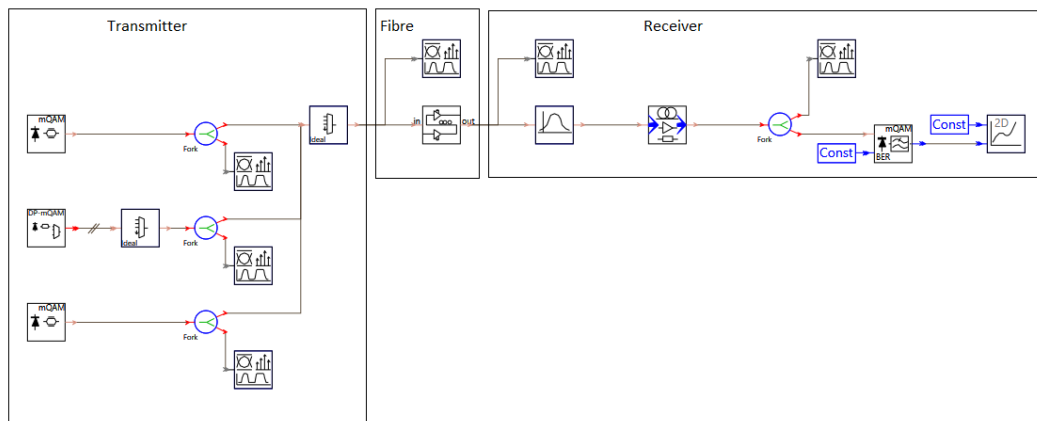 Transmitter
Fibre
Receiver
mQAM
Fork
Ideal
in
out
Fork
Const
Const
mQAM
BER
2D
DP-mQAM
Ideal
Fork
mQAM
Fork